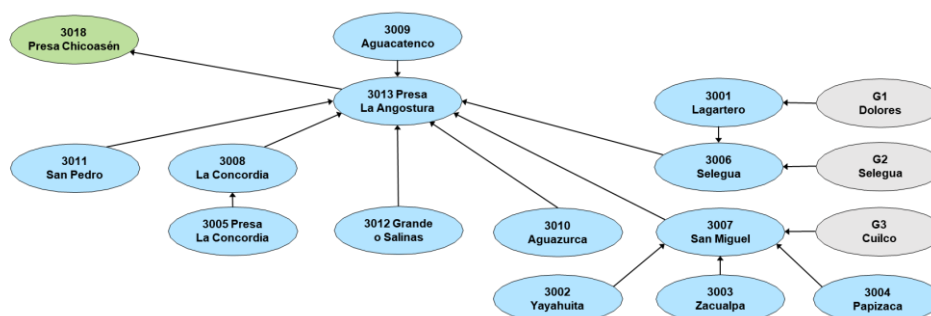 3018
Presa Chicoasén
3009
Aguacatenco
3013 Presa
La Angostura
3001
Lagartero
G1
Dolores
3011
San Pedro
3008
La Concordia
3006
Selegua
G2
Selegua
3005 Presa
La Concordia
3012 Grande
o Salinas
3010
Aguazurca
3007
San Miguel
G3
Cuilco
3002
Yayahuita
3003
Zacualpa
3004
Papizaca